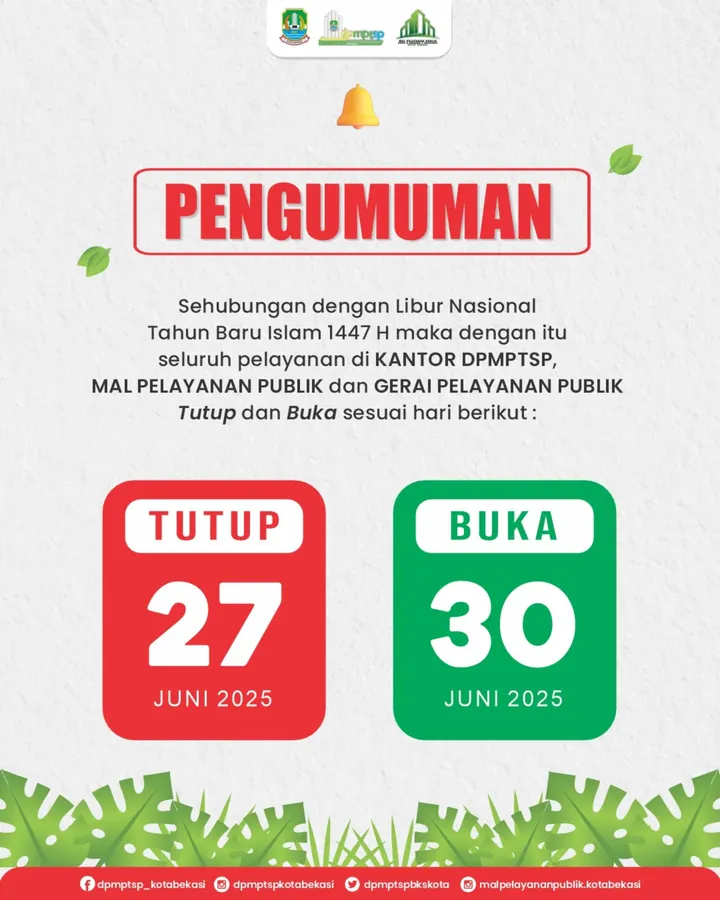 PENGUMUMAN
Sehubungan dengan Libur Nasional
Tahun Baru Islam 1447 H maka dengan itu
seluruh pelayanan di KANTOR DPMPTSP,
MAL PELAYANAN PUBLIK dan GERAI PELAYANAN PUBLIK
Tutup dan Buka sesuai hari berikut :
TUTUP
27
JUNI 2025
BUKA
30
JUNI 2025
dpmptsp_kotabekasi dpmptspkotabekasi dpmptspbkskota malpelayananpublik.kotabekasi